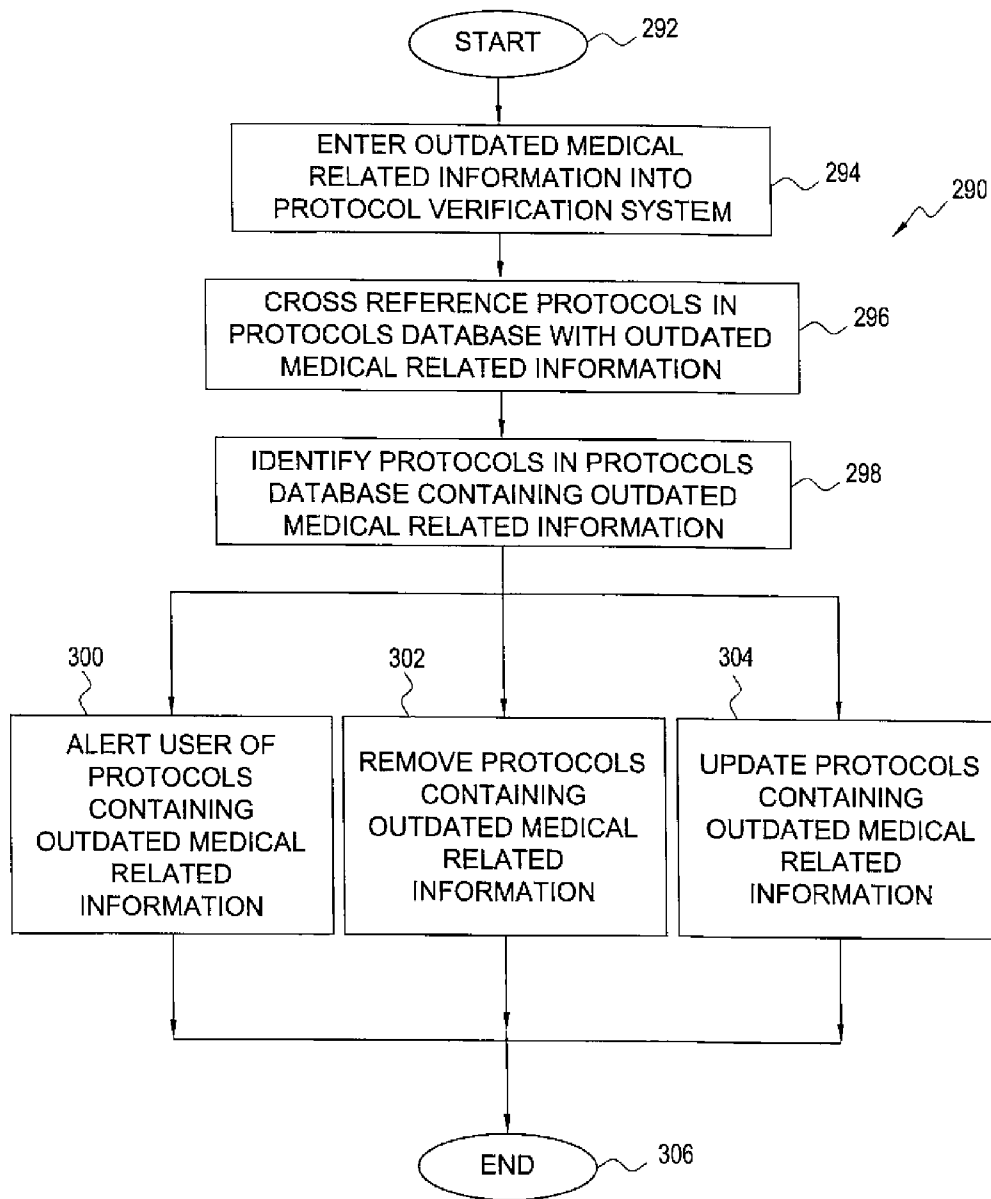 START
292
ENTER OUTDATED MEDICAL
RELATED INFORMATION INTO
PROTOCOL VERIFICATION SYSTEM
294
290
CROSS REFERENCE PROTOCOLS IN
PROTOCOLS DATABASE WITH OUTDATED
MEDICAL RELATED INFORMATION
296
IDENTIFY PROTOCOLS IN PROTOCOLS
DATABASE CONTAINING OUTDATED
MEDICAL RELATED INFORMATION
298
300
ALERT USER OF
PROTOCOLS
CONTAINING
OUTDATED MEDICAL
RELATED
INFORMATION
302
REMOVE PROTOCOLS
CONTAINING
OUTDATED MEDICAL
RELATED
INFORMATION
304
UPDATE PROTOCOLS
CONTAINING
OUTDATED MEDICAL
RELATED
INFORMATION
END
306